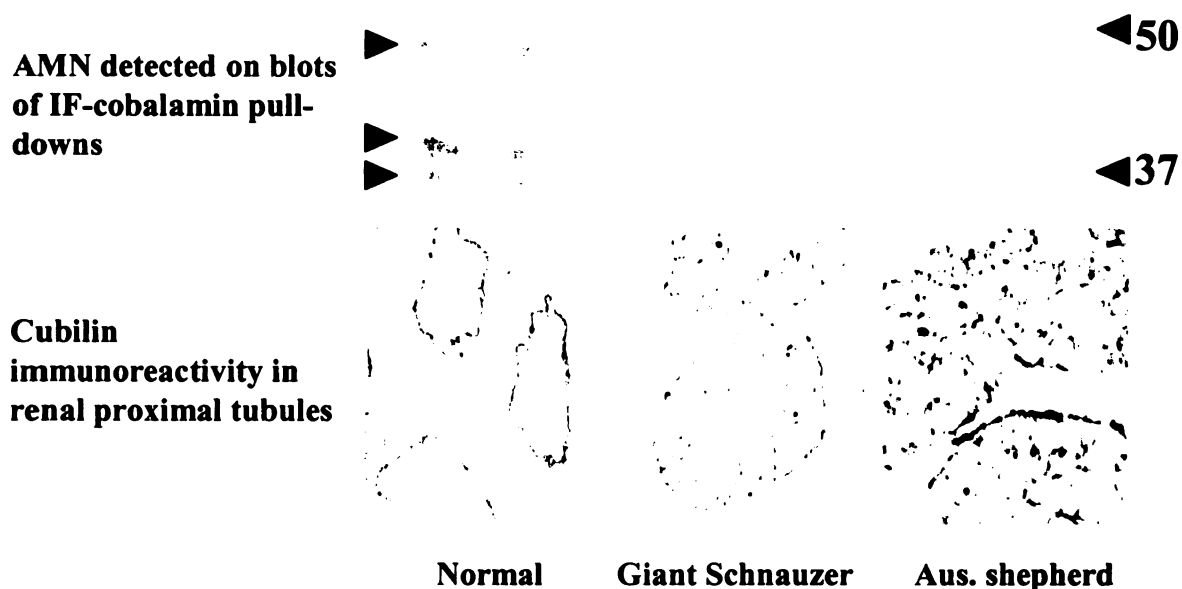 50
AMN detected on blots
of IF-cobalamin pull-
downs
37
Cubilin
immunoreactivity in
renal proximal tubules
Normal Giant Schnauzer Aus. shepherd